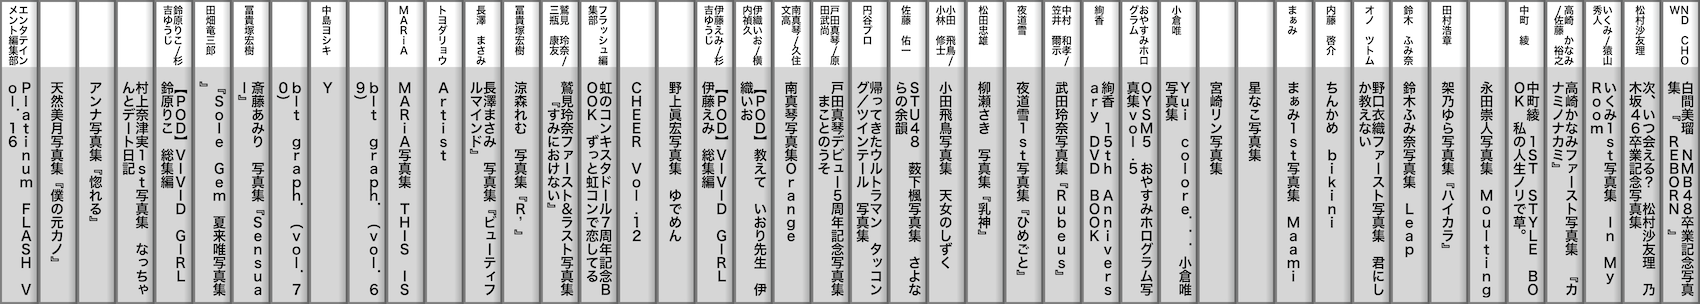 ND CHO
W
白間美瑠 NMB48卒業記念写真
集 『REBORN 』
松村沙友理
次、いつ会える? 松村沙友理 乃
木坂46卒業記念写真集
いくみ/猿山
秀人
いくみ1st写真集 In My
Room
高崎 かなみ
/佐藤 裕之
高崎かなみファースト写真集 『カ
ナミノナカミ』
中町 綾
中町綾 1ST STYLE BO
OK 私の人生ノリで草。
永田崇人写真集 Moulting
田村浩章
架乃ゆら写真集『ハイカラ』
鈴木 ふみ奈
鈴木ふみ奈写真集 Leap
オノ ツトム
野口衣織ファースト写真集 君にし
か教えない
内藤 啓介
ちんかめ bikini
まぁみ
まぁみ1st写真集 Maami
星なこ写真集
宮崎リン写真集
小倉唯
Yui colore... 小倉唯
写真集
おやすみホロ
グラム
OYSM5 おやすみホログラム写
真集vol.5
絢香
絢香 15th Annivers
ary DVD BOOK
中村 和孝/
笠井 爾示
武田玲奈写真集『Rubeus』
夜道雪
夜道雪1st写真集『ひめごと』
松田忠雄
柳瀬さき 写真集『乳神』
小田 飛鳥/
小林 修士
小田飛鳥写真集 天女のしずく
佐藤 佑一
STU48 薮下楓写真集 さよな
らの余韻
円谷プロ
帰ってきたウルトラマン タッコン
グ/ツインテール 写真集
戸田真琴/原
田武尚
戸田真琴デビュー5周年記念写真集
 まことのうそ
南真琴/久住
文高
南真琴写真集Orange
伊織いお/横
内禎久
【POD】教えて いおり先生 伊
織いお
伊藤えみ/杉
吉ゆうじ
【POD】VIVID GIRL
伊藤えみ 総集編
野上眞宏写真集 ゆでめん
CHEER Vol.12
フラッシュ編
集部
虹のコンキスタドール7周年記念B
OOK ずっと虹コンで恋してる
鷲見 玲奈/
三瓶 康友
鷲見玲奈ファースト&ラスト写真集
『すみにおけない』
冨貴塚宏樹
涼森れむ 写真集『R'』
長澤 まさみ
長澤まさみ 写真集『ビューティフ
ルマインド』
トヨダリョウ
Artist
MARiA
MARiA写真集 THIS IS
blt graph.(vol.6
9)
中島ヨシキ
Y
blt graph.(vol.7
0)
冨貴塚宏樹
斎藤あみり 写真集『Sensua
l』
田畑竜三郎
『Sole Gem 夏来唯写真集
』
鈴原りこ/杉
吉ゆうじ
【POD】VIVID GIRL
鈴原りこ 総集編
村上奈津実1st写真集 なっちゃ
んとデート日記
アンナ写真集『惚れる』
天然美月写真集『僕の元カノ』
エンタテイン
メント編集部
Platinum FLASH V
ol.16